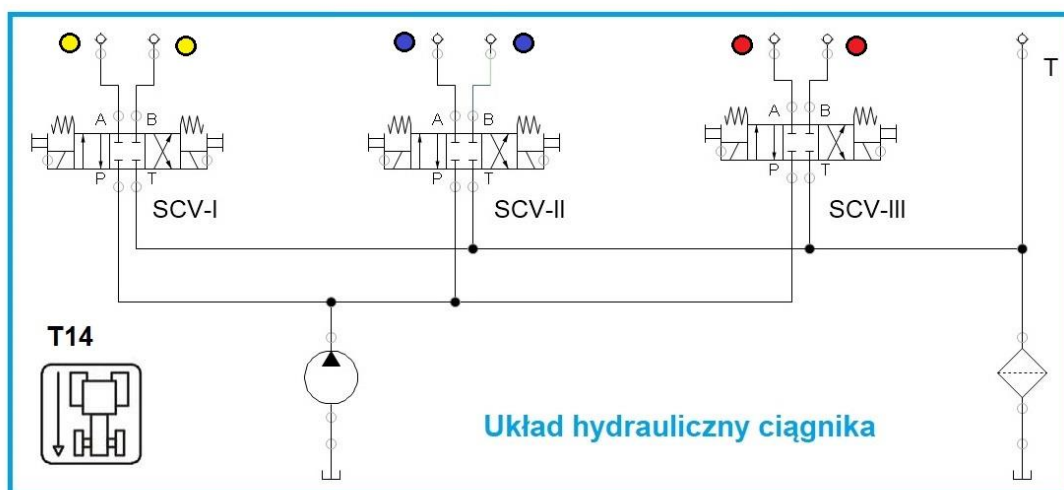 T
A B
A B
A B
P T
P T
P T
SCV-I
SCV-II
SCV-III
T14
Układ hydrauliczny ciągnika